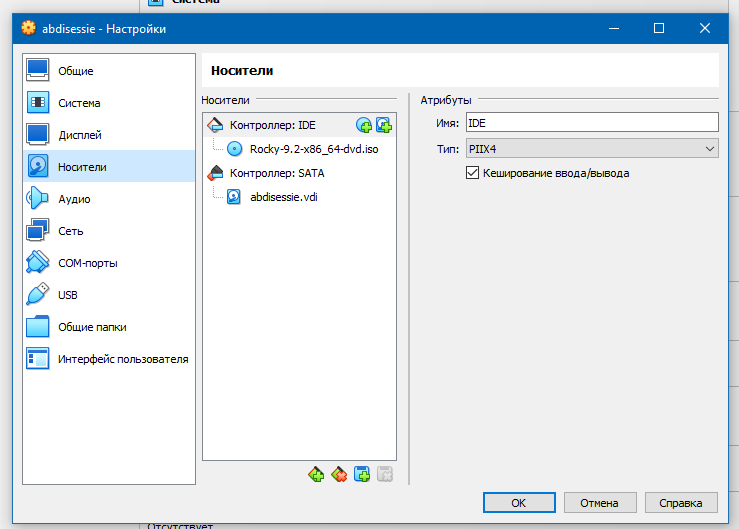 Система
abdisessie - Настройки
Общие
Система
Дисплей
Носители
Аудио
Сеть
COM-порты
USB
Общие папки
Интерфейс пользователя
Носители
Носители
Контроллер: IDE
Rocky-9.2-x86_64-dvd.iso
Контроллер: SATA
abdisessie.vdi
Атрибуты
Имя: IDE
Тип: PIIX4
Кеширование ввода/вывода
OK
Отмена
Справка
Отсутствует